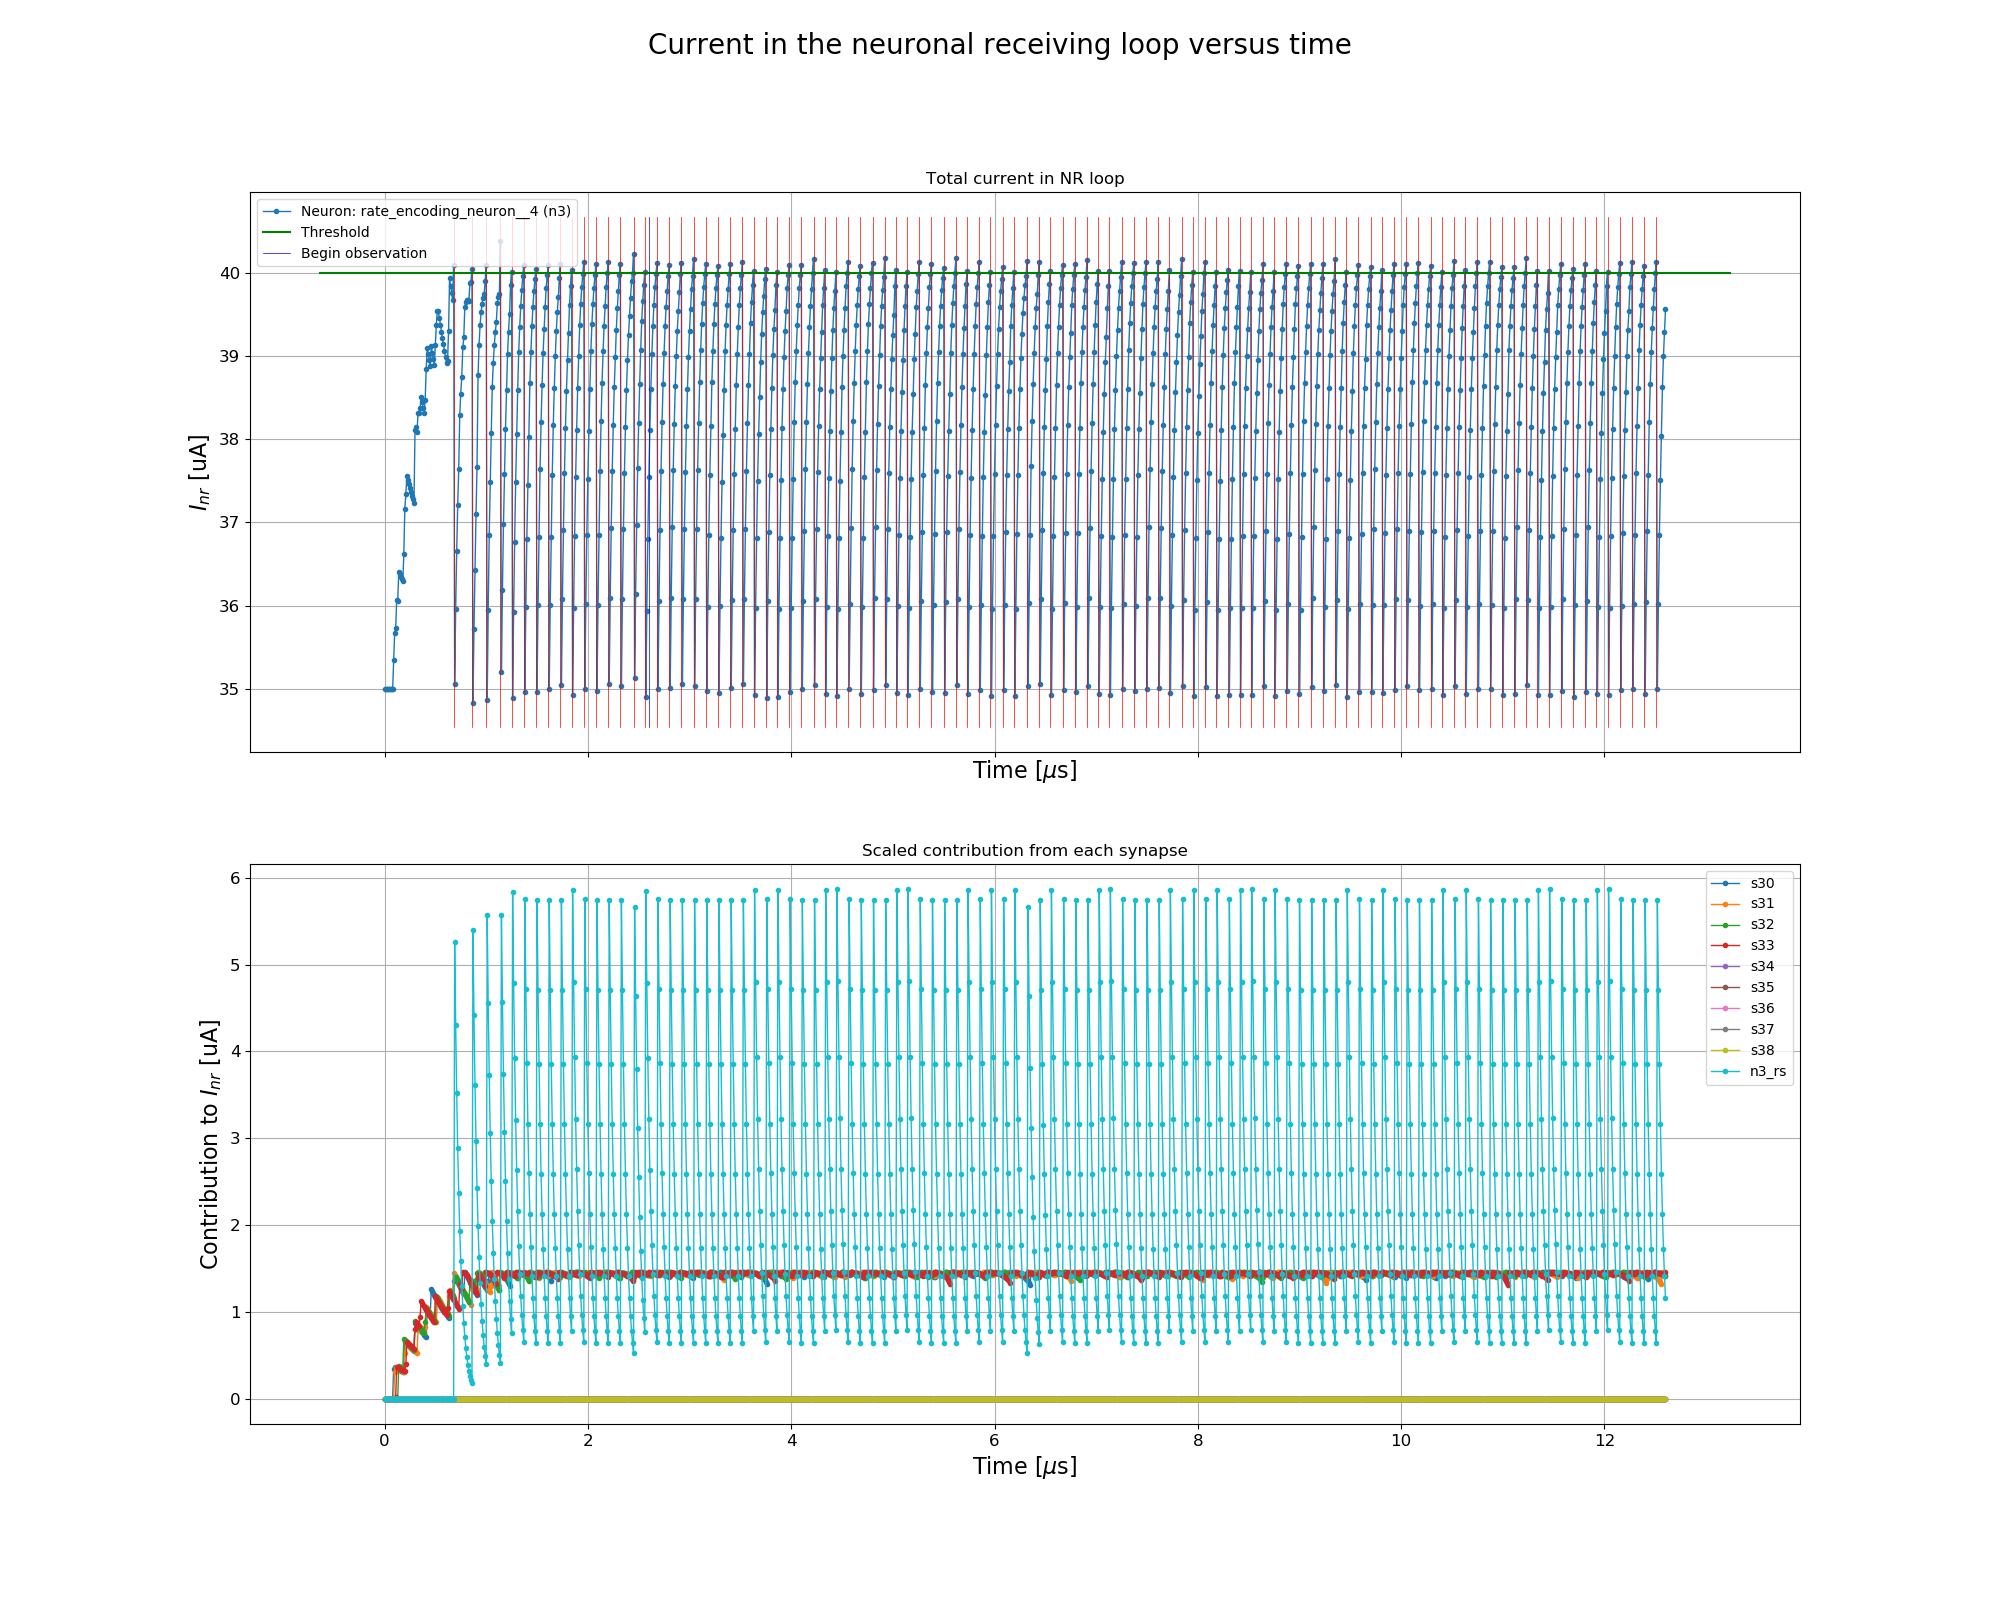 Current in the neuronal receiving loop versus time
Total current in NR loop
Neuron: rate_encoding_neuron__4 (n3)
Threshold
Begin observation
40
39
38
37
36
35
I_nr [uA]
Time [μs]
Scaled contribution from each synapse
6
5
4
3
2
1
0
Contribution to I_nr [uA]
s30
s31
s32
s33
s34
s35
s36
s37
s38
n3_rs
0 2 4 6 8 10 12
Time [μs]